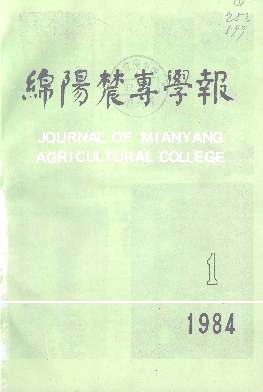 綿陽農專學報
JOURNAL OF MIANYANG
AGRICULTURAL COLLEGE
1
1984